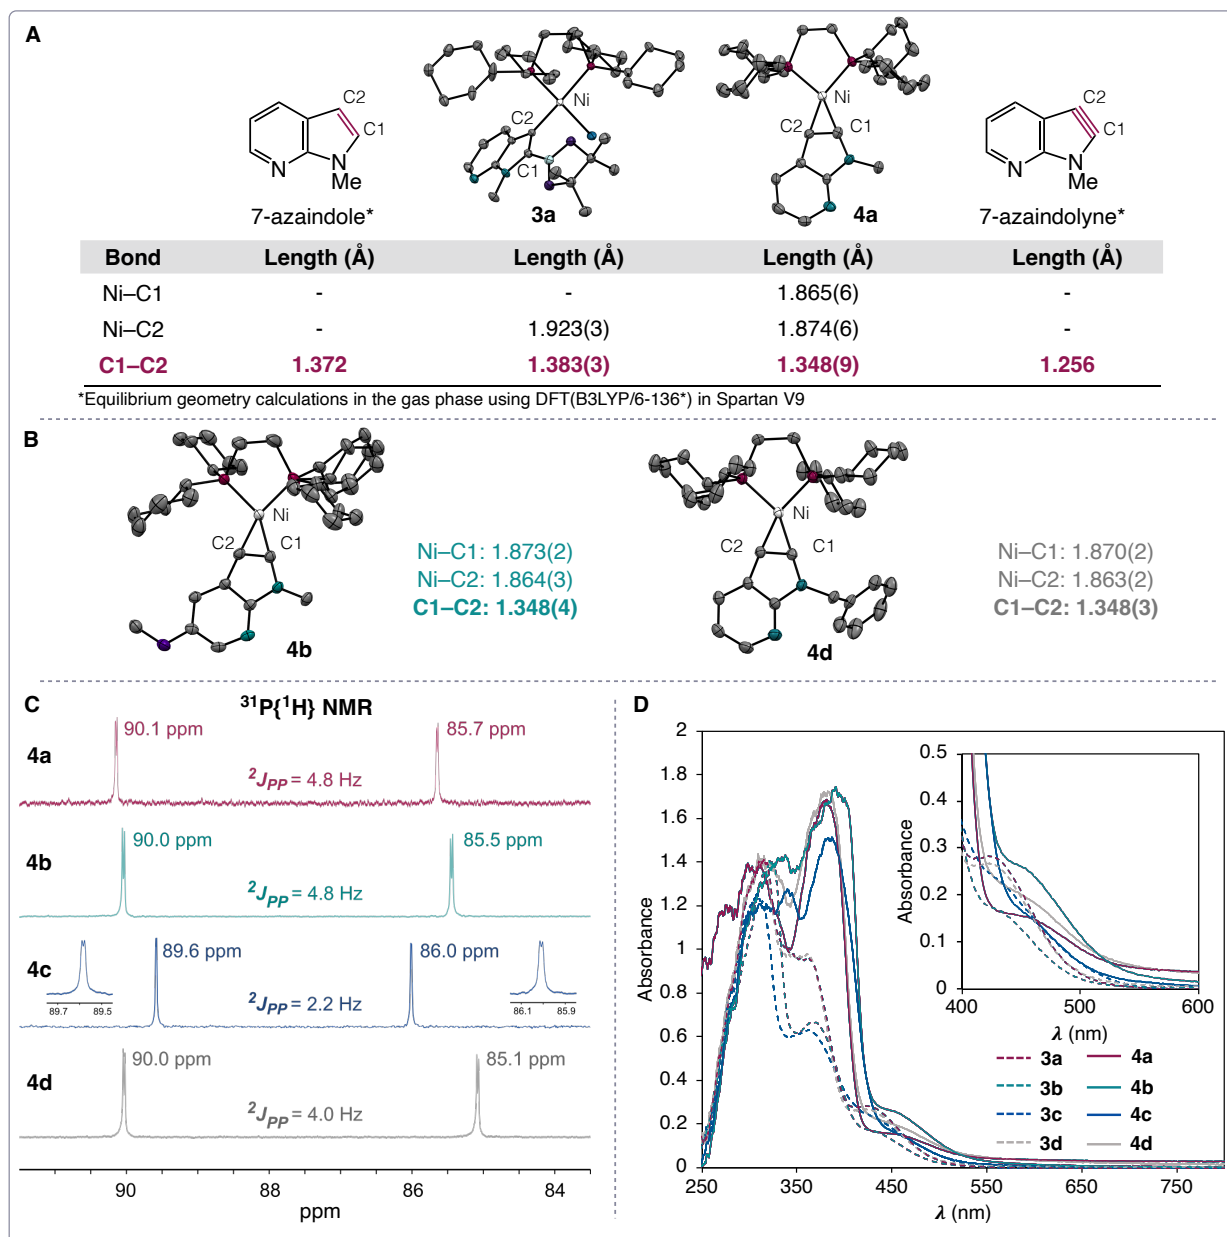 A
C2
C1
N
N
Me
7-azaindole*
Ni
C2
C1
3a
Ni
C2
C1
4a
C2
C1
N
N
Me
7-azaindolyne*
Bond Length (Å) Length (Å) Length (Å) Length (Å)
Ni–C1 - - 1.865(6) -
Ni–C2 - 1.923(3) 1.874(6) -
C1–C2 1.372 1.383(3) 1.348(9) 1.256
*Equilibrium geometry calculations in the gas phase using DFT(B3LYP/6-136*) in Spartan V9
B
Ni
C2
C1
4b
Ni–C1: 1.873(2)
Ni–C2: 1.864(3)
C1–C2: 1.348(4)
Ni
C2
C1
4d
Ni–C1: 1.870(2)
Ni–C2: 1.863(2)
C1–C2: 1.348(3)
C
³¹P{¹H} NMR
4a
90.1 ppm
85.7 ppm
²J_PP = 4.8 Hz
4b
90.0 ppm
85.5 ppm
²J_PP = 4.8 Hz
4c
89.6 ppm
86.0 ppm
²J_PP = 2.2 Hz
89.7 89.5
86.1 85.9
4d
90.0 ppm
85.1 ppm
²J_PP = 4.0 Hz
90 88 86 84
ppm
D
Absorbance
2
1.8
1.6
1.4
1.2
1
0.8
0.6
0.4
0.2
0
250 350 450 550 650 750
λ (nm)
Absorbance
0.5
0.4
0.3
0.2
0.1
0
400 500 600
λ (nm)
3a 4a
3b 4b
3c 4c
3d 4d